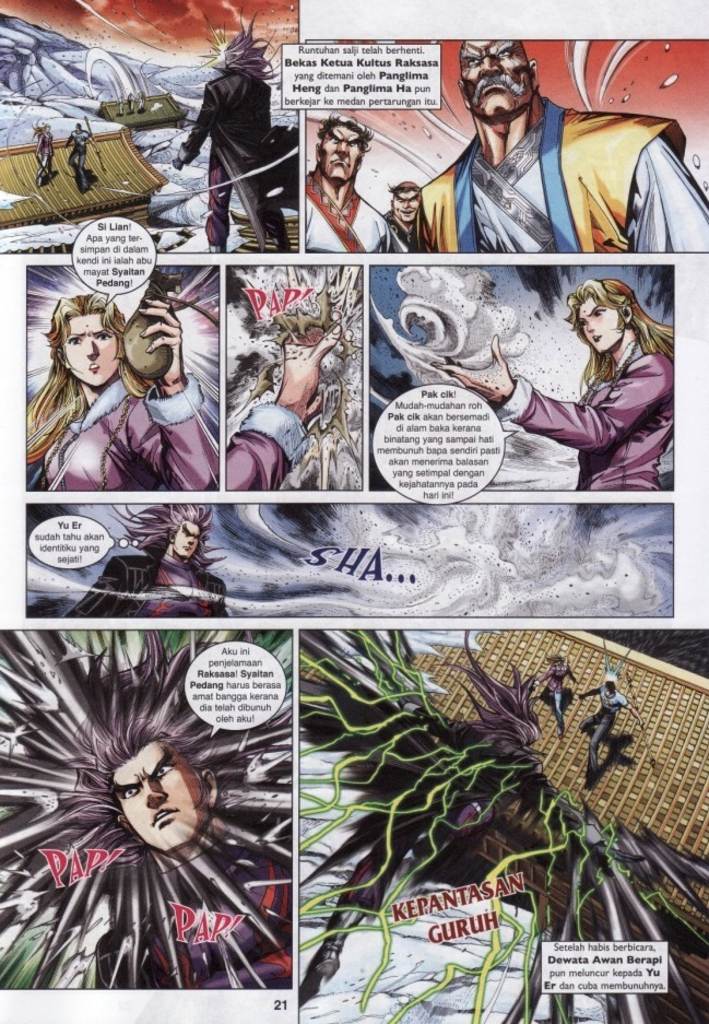 Runtuhan salji telah berhenti.
Bekas Ketua Kultus Raksasa
yang ditemani oleh Panglima
Heng dan Panglima Ha pun
berkejar ke medan pertarungan itu.
Si Lian!
Apa yang ter-
simpan di dalam
kendi ini ialah abu
mayat Syaitan
Pedang!
PAP!
Pak cik!
Mudah-mudahan roh
Pak cik akan bersemadi
di alam baka kerana
binatang yang sampai hati
membunuh bapa sendiri pasti
akan menerima balasan
yang setimpal dengan
kejahatannya pada
hari ini!
Yu Er
sudah tahu akan
identitiku yang
sejati!
SHA...
Aku ini
penjelamaan
Raksasa! Syaitan
Pedang harus berasa
amat bangga kerana
dia telah dibunuh
oleh aku!
PAP!
PAP!
KEPANTASAN
GURUH
Setelah habis berbicara,
Dewata Awan Berapi
pun meluncur kepada Yu
Er dan cuba membunuhnya.
21